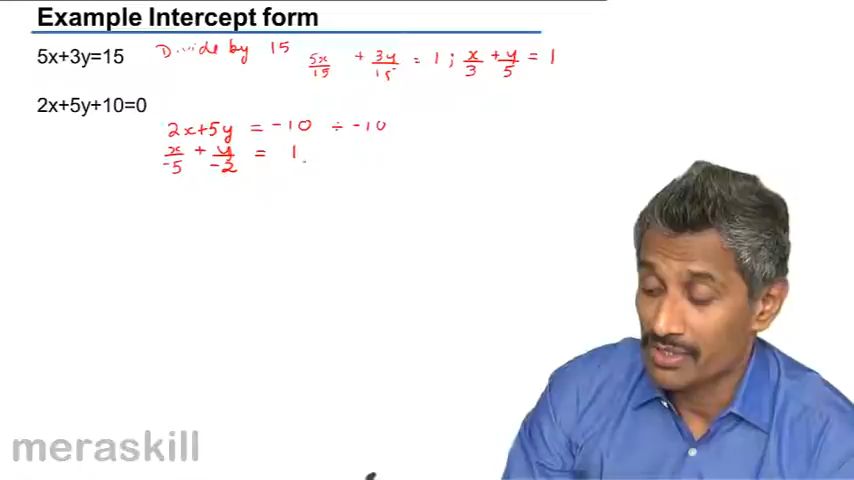 Example Intercept form
5x+3y=15 Divide by 15 5x/15 + 3y/15 = 1 ; x/3 + y/5 = 1
2x+5y+10=0
2x+5y = -10 ÷ -10
x/-5 + y/-2 = 1.
meraskill